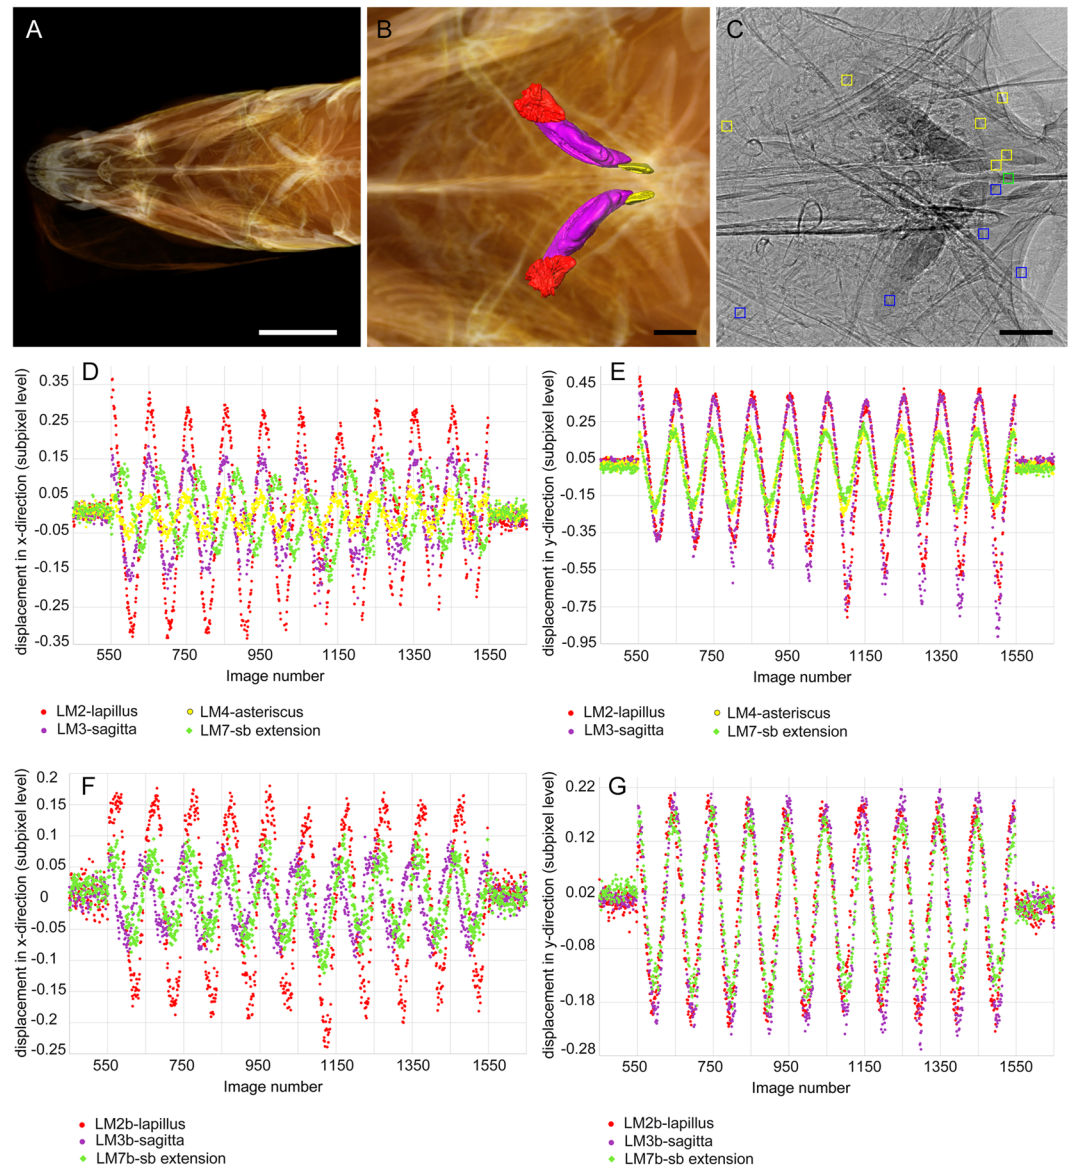 A
B
C
D
displacement in x-direction (subpixel level)
0.35
0.25
0.15
0.05
-0.05
-0.15
-0.25
-0.35
550 750 950 1150 1350 1550
Image number
LM2-lapillus
LM4-asteriscus
LM3-sagitta
LM7-sb extension
E
displacement in y-direction (subpixel level)
0.45
0.25
0.05
-0.15
-0.35
-0.55
-0.75
-0.95
550 750 950 1150 1350 1550
Image number
LM2-lapillus
LM4-asteriscus
LM3-sagitta
LM7-sb extension
F
displacement in x-direction (subpixel level)
0.2
0.15
0.1
0.05
0
-0.05
-0.1
-0.15
-0.2
-0.25
550 750 950 1150 1350 1550
Image number
LM2b-lapillus
LM3b-sagitta
LM7b-sb extension
G
displacement in y-direction (subpixel level)
0.22
0.12
0.02
-0.08
-0.18
-0.28
550 750 950 1150 1350 1550
Image number
LM2b-lapillus
LM3b-sagitta
LM7b-sb extension